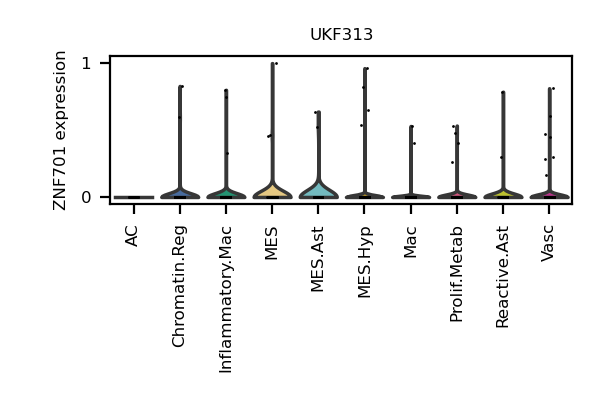 UKF313
ZNF701 expression
1
0
AC
Chromatin.Reg
Inflammatory.Mac
MES
MES.Ast
MES.Hyp
Mac
Prolif.Metab
Reactive.Ast
Vasc